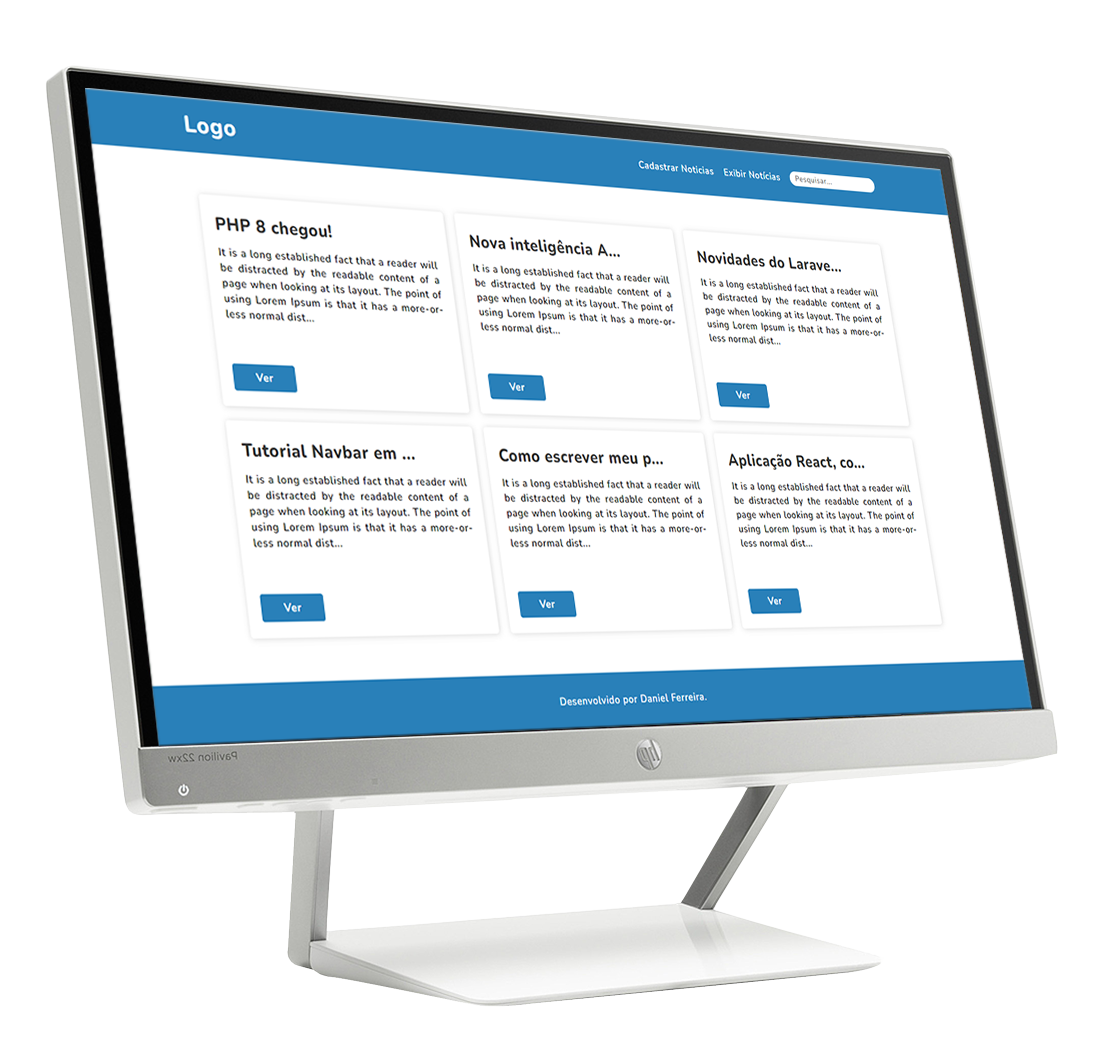 Logo
Cadastrar Noticias Exibir Notícias Pesquisar...
PHP 8 chegou!
It is a long established fact that a reader will
be distracted by the readable content of a
page when looking at its layout. The point of
using Lorem Ipsum is that it has a more-or-
less normal dist...
Ver
Nova inteligência A...
It is a long established fact that a reader will
be distracted by the readable content of a
page when looking at its layout. The point of
using Lorem Ipsum is that it has a more-or-
less normal dist...
Ver
Novidades do Larave...
It is a long established fact that a reader will
be distracted by the readable content of a
page when looking at its layout. The point of
using Lorem Ipsum is that it has a more-or-
less normal dist...
Ver
Tutorial Navbar em ...
It is a long established fact that a reader will
be distracted by the readable content of a
page when looking at its layout. The point of
using Lorem Ipsum is that it has a more-or-
less normal dist...
Ver
Como escrever meu p...
It is a long established fact that a reader will
be distracted by the readable content of a
page when looking at its layout. The point of
using Lorem Ipsum is that it has a more-or-
less normal dist...
Ver
Aplicação React, co...
It is a long established fact that a reader will
be distracted by the readable content of a
page when looking at its layout. The point of
using Lorem Ipsum is that it has a more-or-
less normal dist...
Ver
Desenvolvido por Daniel Ferreira.
Pavilion 22xw
hp